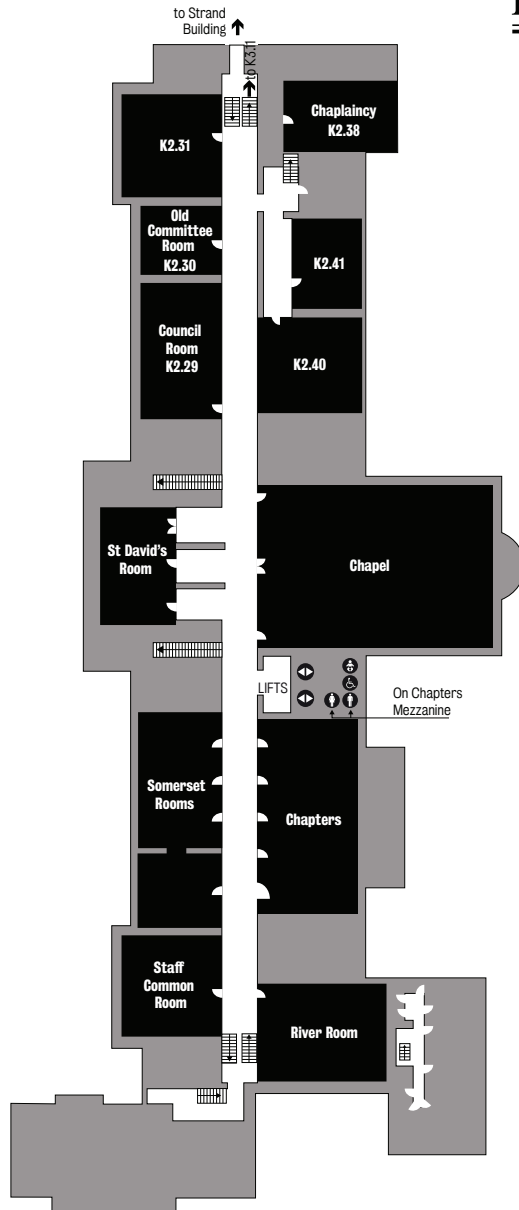 to Strand
Building
to K3.11
Chaplaincy
K2.38
K2.31
Old
Committee
Room
K2.30
K2.41
Council
Room
K2.29
K2.40
St David's
Room
Chapel
LIFTS
On Chapters
Mezzanine
Somerset
Rooms
Chapters
Staff
Common
Room
River Room